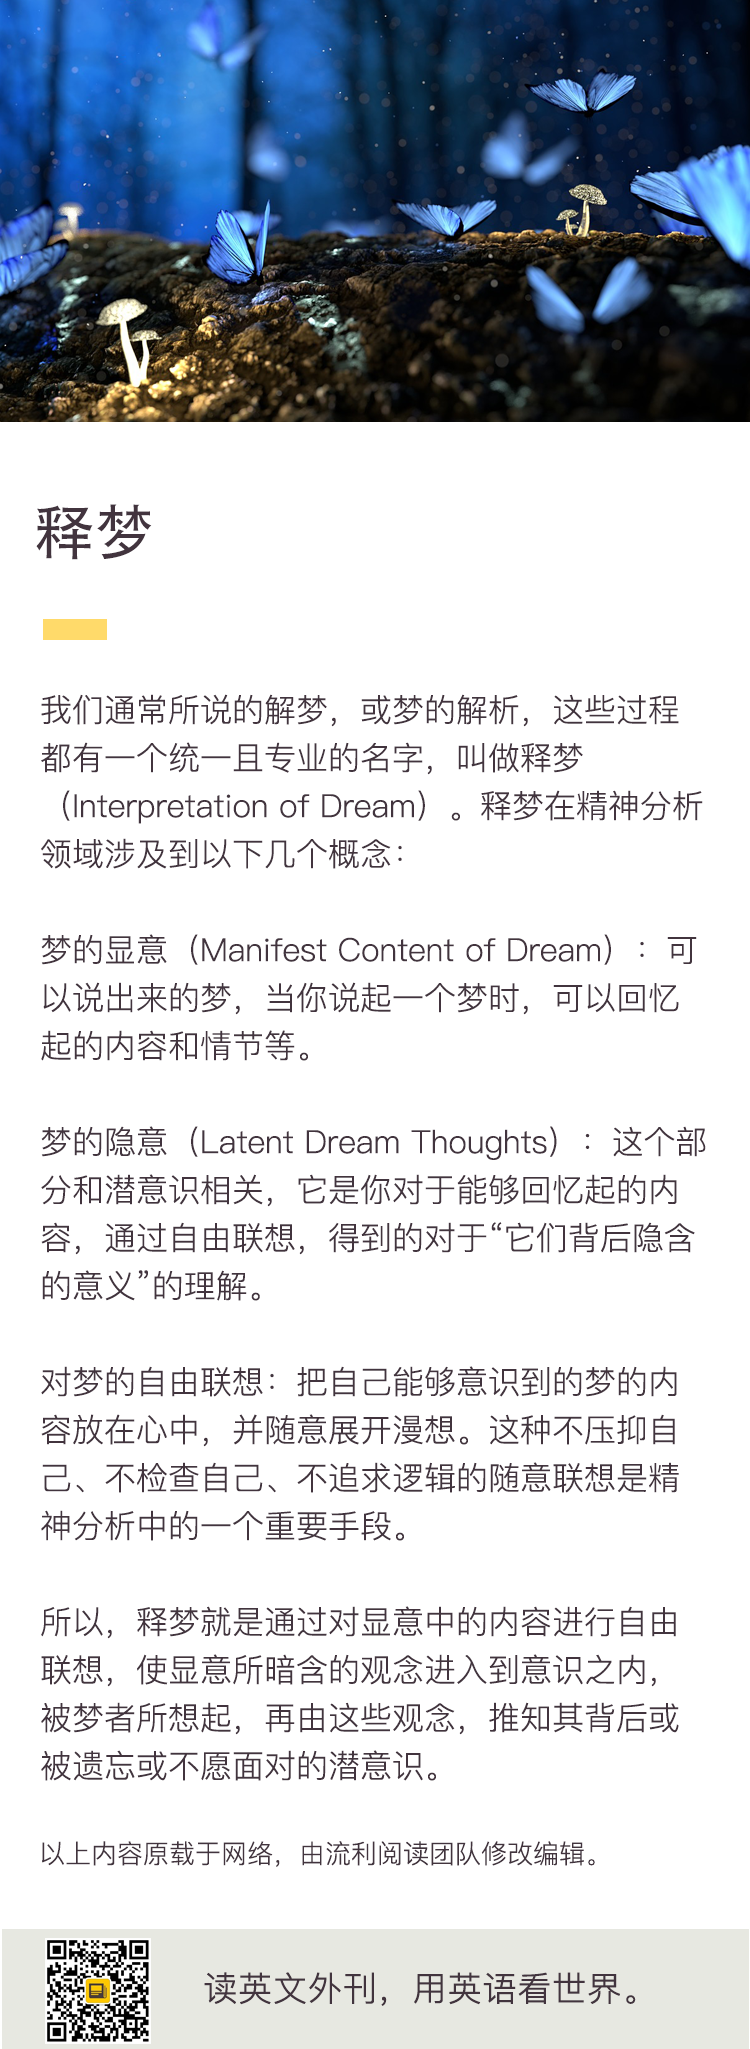 释梦
我们通常所说的解梦，或梦的解析，这些过程
都有一个统一且专业的名字，叫做释梦
（Interpretation of Dream）。释梦在精神分析
领域涉及到以下几个概念：
梦的显意（Manifest Content of Dream）：可
以说出来的梦，当你说起一个梦时，可以回忆
起的内容和情节等。
梦的隐意（Latent Dream Thoughts）：这个部
分和潜意识相关，它是你对于能够回忆起的内
容，通过自由联想，得到的对于“它们背后隐含
的意义”的理解。
对梦的自由联想：把自己能够意识到的梦的内
容放在心中，并随意展开漫想。这种不压抑自
己、不检查自己、不追求逻辑的随意联想是精
神分析中的一个重要手段。
所以，释梦就是通过对显意中的内容进行自由
联想，使显意所暗含的观念进入到意识之内，
被梦者所想起，再由这些观念，推知其背后或
被遗忘或不愿面对的潜意识。
以上内容原载于网络，由流利阅读团队修改编辑。
读英文外刊，用英语看世界。